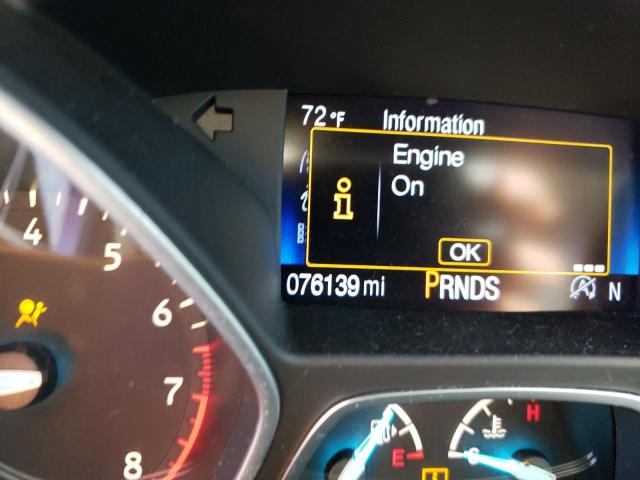 72°F Information
Engine
On
OK
076139 mi PRNDS N
4
5
6
7
8
E
H
C